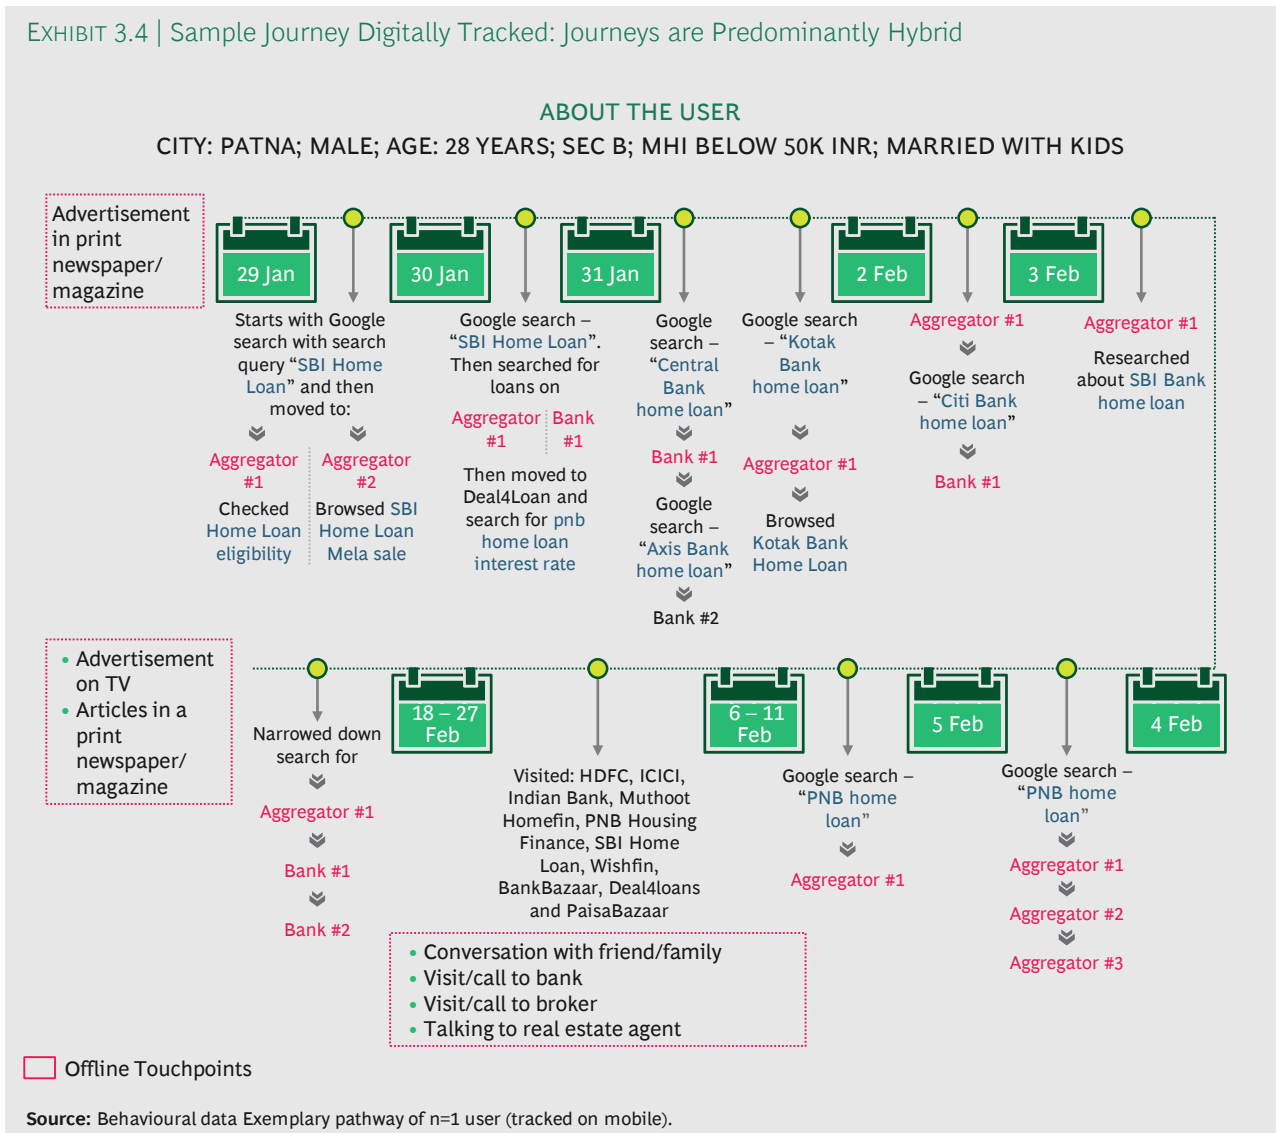 EXHIBIT 3.4 | Sample Journey Digitally Tracked: Journeys are Predominantly Hybrid
ABOUT THE USER
CITY: PATNA; MALE; AGE: 28 YEARS; SEC B; MHI BELOW 50K INR; MARRIED WITH KIDS
Advertisement
in print
newspaper/
magazine
29 Jan
Starts with Google
search with search
query “SBI Home
Loan” and then
moved to:
Aggregator
#1
Checked
Home Loan
eligibility
Aggregator
#2
Browsed SBI
Home Loan
Mela sale
30 Jan
Google search –
“SBI Home Loan”.
Then searched for
loans on
Aggregator
#1
Bank
#1
Then moved to
Deal4Loan and
search for pnb
home loan
interest rate
31 Jan
Google
search –
“Central
Bank
home loan”
Bank #1
Google
search –
“Axis Bank
home loan”
Bank #2
Google search
– “Kotak
Bank
home loan”
Aggregator #1
Browsed
Kotak Bank
Home Loan
2 Feb
Aggregator #1
Google search
– “Citi Bank
home loan”
Bank #1
3 Feb
Aggregator #1
Researched
about SBI Bank
home loan
4 Feb
Google search –
“PNB home
loan”
Aggregator #1
Aggregator #2
Aggregator #3
5 Feb
Google search –
“PNB home
loan”
Aggregator #1
6 – 11
Feb
Visited: HDFC, ICICI,
Indian Bank, Muthoot
Homefin, PNB Housing
Finance, SBI Home
Loan, Wishfin,
BankBazaar, Deal4loans
and PaisaBazaar
• Conversation with friend/family
• Visit/call to bank
• Visit/call to broker
• Talking to real estate agent
18 – 27
Feb
Narrowed down
search for
Aggregator #1
Bank #1
Bank #2
• Advertisement
on TV
• Articles in a
print
newspaper/
magazine
Offline Touchpoints
Source: Behavioural data Exemplary pathway of n=1 user (tracked on mobile).